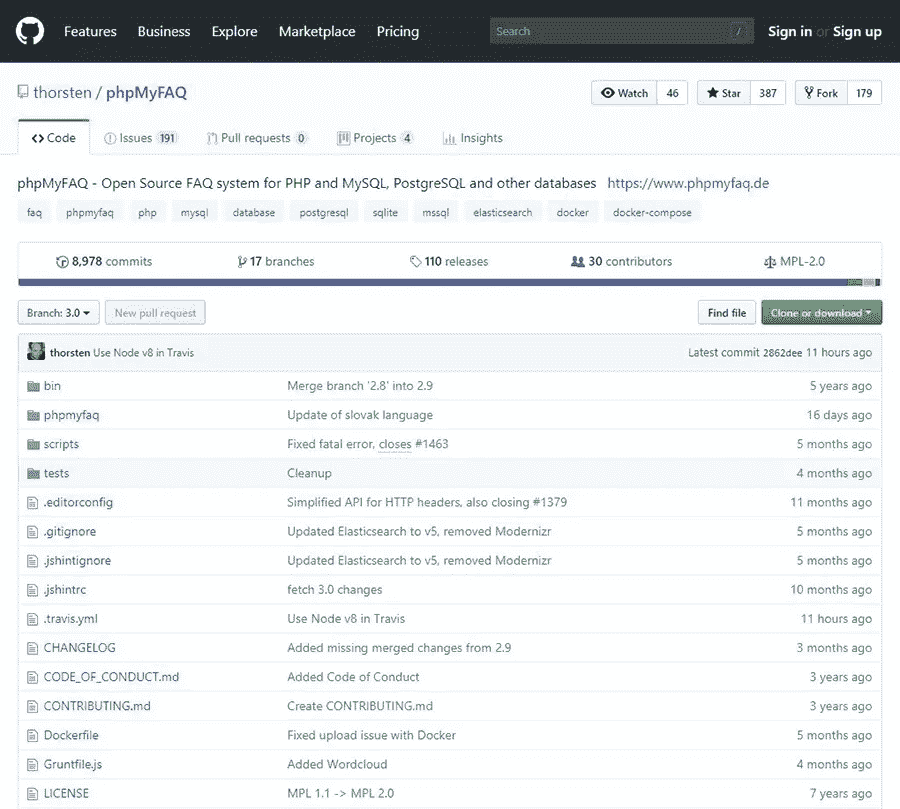 Features Business Explore Marketplace Pricing Search / Sign in or Sign up
thorsten / phpMyFAQ Watch 46 Star 387 Fork 179
Code Issues 191 Pull requests 0 Projects 4 Insights
phpMyFAQ - Open Source FAQ system for PHP and MySQL, PostgreSQL and other databases https://www.phpmyfaq.de
faq phpmyfaq php mysql database postgresql sqlite mssql elasticsearch docker docker-compose
8,978 commits 17 branches 110 releases 30 contributors MPL-2.0
Branch: 3.0 New pull request Find file Clone or download
thorsten Use Node v8 in Travis Latest commit 2862dee 11 hours ago
bin Merge branch '2.8' into 2.9 5 years ago
phpmyfaq Update of slovak language 16 days ago
scripts Fixed fatal error, closes #1463 5 months ago
tests Cleanup 4 months ago
.editorconfig Simplified API for HTTP headers, also closing #1379 11 months ago
.gitignore Updated Elasticsearch to v5, removed Modernizr 5 months ago
.jshintignore Updated Elasticsearch to v5, removed Modernizr 5 months ago
.jshintrc fetch 3.0 changes 10 months ago
.travis.yml Use Node v8 in Travis 11 hours ago
CHANGELOG Added missing merged changes from 2.9 3 months ago
CODE_OF_CONDUCT.md Added Code of Conduct 3 years ago
CONTRIBUTING.md Create CONTRIBUTING.md 3 years ago
Dockerfile Fixed upload issue with Docker 5 months ago
Gruntfile.js Added Wordcloud 4 months ago
LICENSE MPL 1.1 -> MPL 2.0 7 years ago